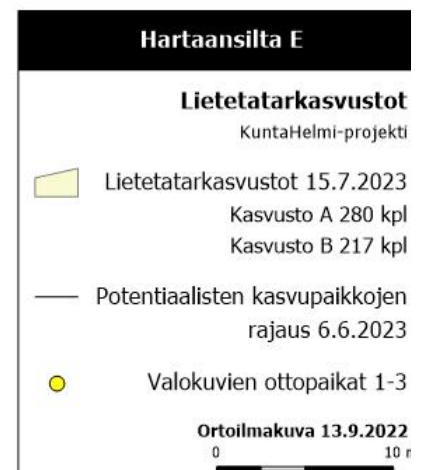 Hartaansilta E
Lietetatarkasvustot
KuntaHelmi-projekti
Lietetatarkasvustot 15.7.2023
Kasvusto A 280 kpl
Kasvusto B 217 kpl
Potentiaalisten kasvupaikkojen
rajaus 6.6.2023
Valokuvien ottopaikat 1-3
Ortoilmakuva 13.9.2022
0 10